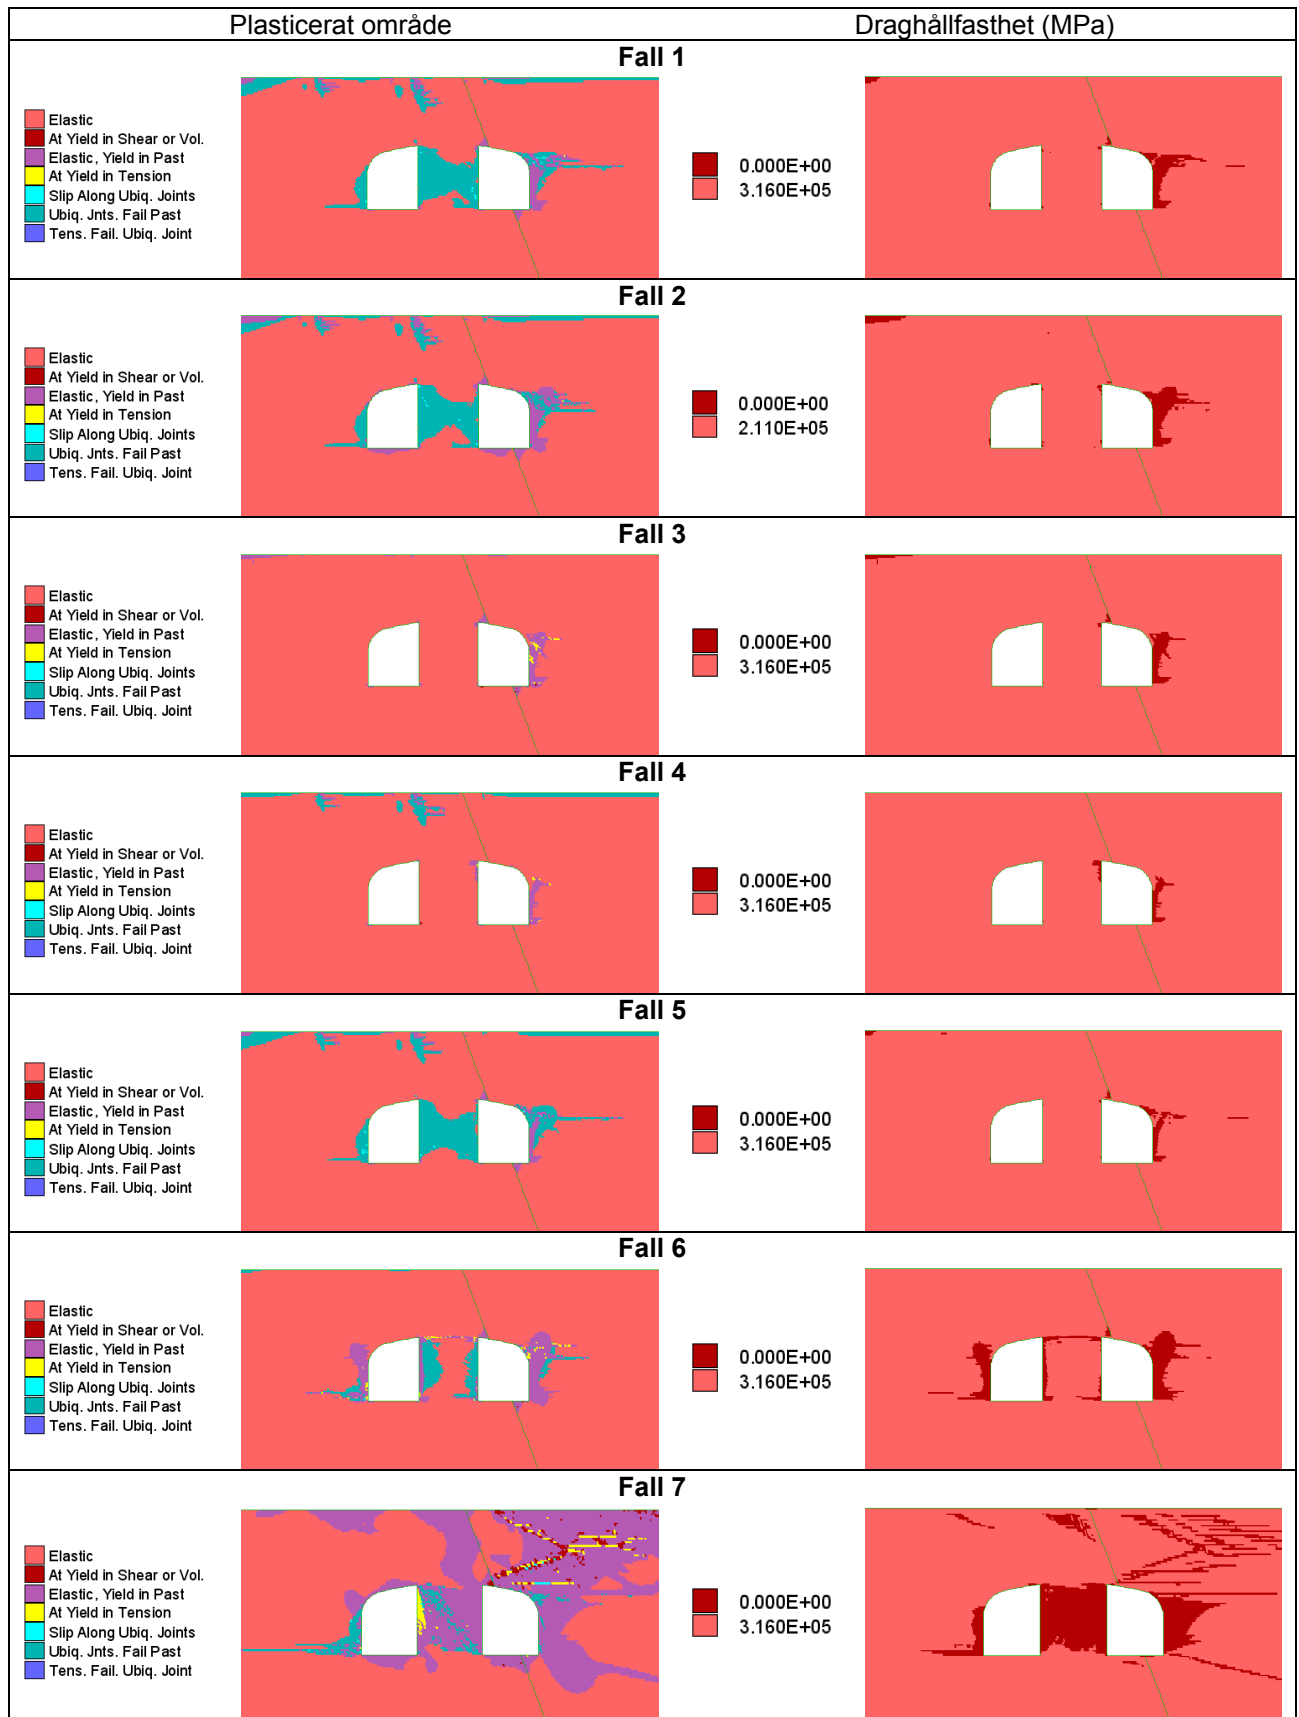 Plasticerat område
Draghållfasthet (MPa)
Fall 1
Elastic
At Yield in Shear or Vol.
Elastic, Yield in Past
At Yield in Tension
Slip Along Ubiq. Joints
Ubiq. Jnts. Fail Past
Tens. Fail. Ubiq. Joint
0.000E+00
3.160E+05
Fall 2
Elastic
At Yield in Shear or Vol.
Elastic, Yield in Past
At Yield in Tension
Slip Along Ubiq. Joints
Ubiq. Jnts. Fail Past
Tens. Fail. Ubiq. Joint
0.000E+00
2.110E+05
Fall 3
Elastic
At Yield in Shear or Vol.
Elastic, Yield in Past
At Yield in Tension
Slip Along Ubiq. Joints
Ubiq. Jnts. Fail Past
Tens. Fail. Ubiq. Joint
0.000E+00
3.160E+05
Fall 4
Elastic
At Yield in Shear or Vol.
Elastic, Yield in Past
At Yield in Tension
Slip Along Ubiq. Joints
Ubiq. Jnts. Fail Past
Tens. Fail. Ubiq. Joint
0.000E+00
3.160E+05
Fall 5
Elastic
At Yield in Shear or Vol.
Elastic, Yield in Past
At Yield in Tension
Slip Along Ubiq. Joints
Ubiq. Jnts. Fail Past
Tens. Fail. Ubiq. Joint
0.000E+00
3.160E+05
Fall 6
Elastic
At Yield in Shear or Vol.
Elastic, Yield in Past
At Yield in Tension
Slip Along Ubiq. Joints
Ubiq. Jnts. Fail Past
Tens. Fail. Ubiq. Joint
0.000E+00
3.160E+05
Fall 7
Elastic
At Yield in Shear or Vol.
Elastic, Yield in Past
At Yield in Tension
Slip Along Ubiq. Joints
Ubiq. Jnts. Fail Past
Tens. Fail. Ubiq. Joint
0.000E+00
3.160E+05